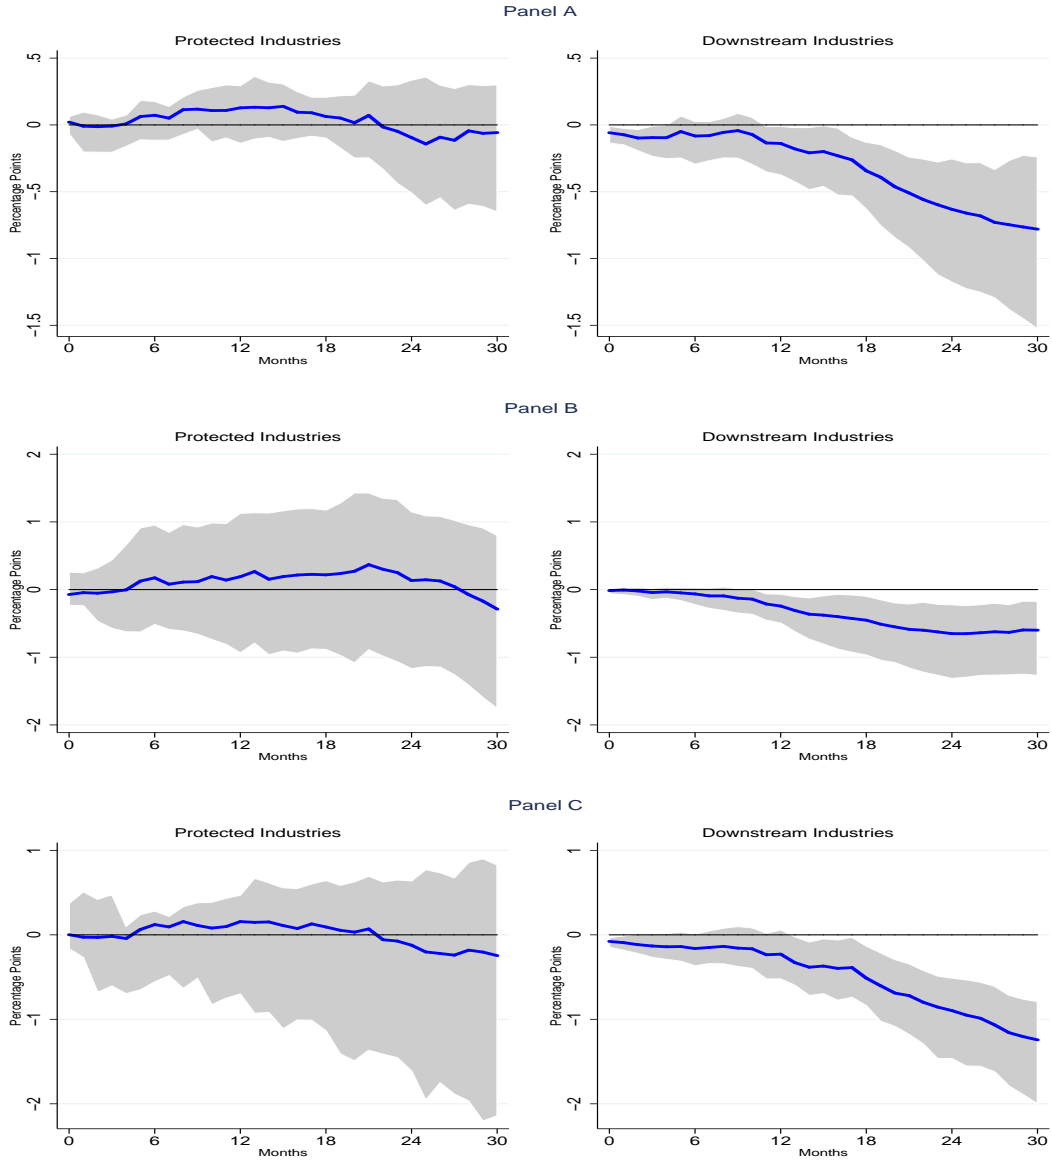 Panel A
Protected Industries
Downstream Industries
Percentage Points
.5
0
-.5
-1
-1.5
0 6 12 18 24 30
Months
Percentage Points
.5
0
-.5
-1
-1.5
0 6 12 18 24 30
Months
Panel B
Protected Industries
Downstream Industries
Percentage Points
2
1
0
-1
-2
0 6 12 18 24 30
Months
Percentage Points
2
1
0
-1
-2
0 6 12 18 24 30
Months
Panel C
Protected Industries
Downstream Industries
Percentage Points
1
0
-1
-2
0 6 12 18 24 30
Months
Percentage Points
1
0
-1
-2
0 6 12 18 24 30
Months